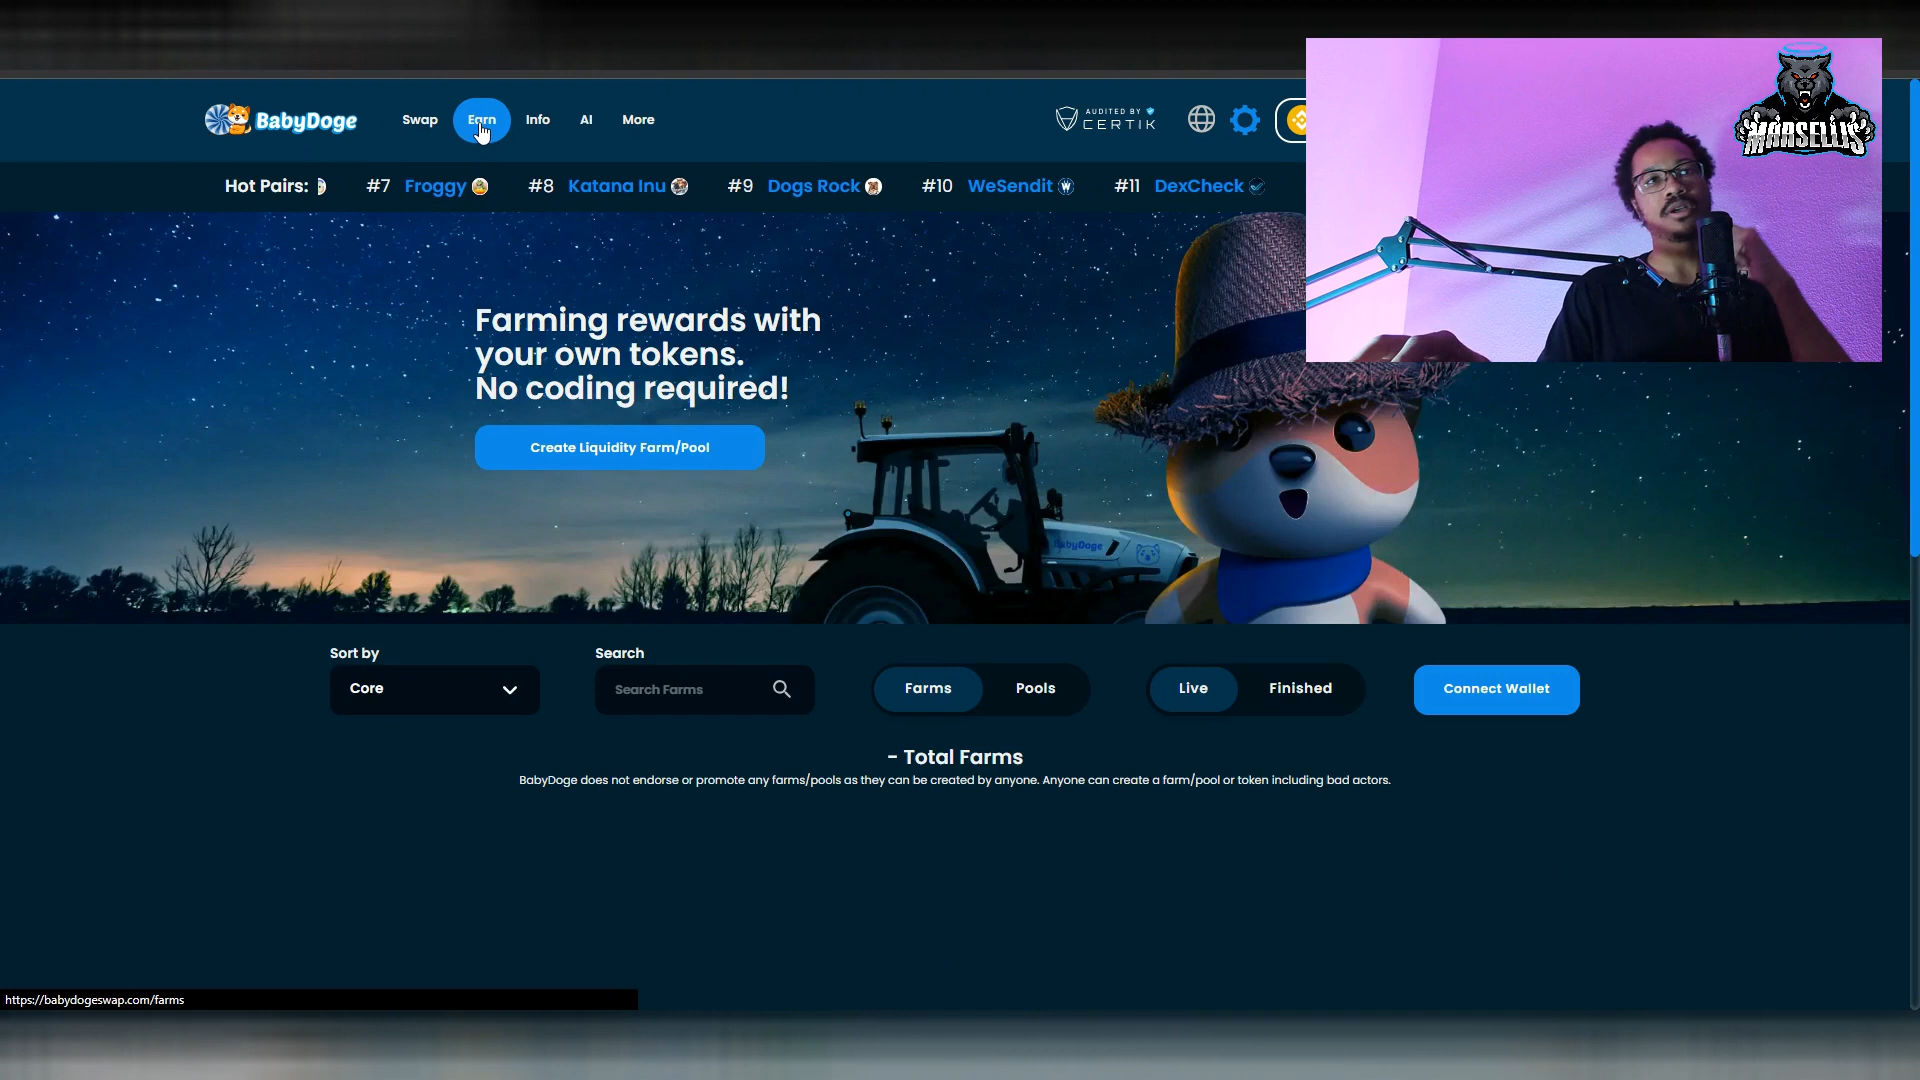 MARSELLIS
BabyDoge
Swap
Earn
Info
AI
More
AUDITED BY
CERTIK
Hot Pairs:
#7 Froggy
#8 Katana Inu
#9 Dogs Rock
#10 WeSendit
#11 DexCheck
Farming rewards with
your own tokens.
No coding required!
Create Liquidity Farm/Pool
BabyDoge
Sort by
Core
Search
Search Farms
Farms
Pools
Live
Finished
Connect Wallet
- Total Farms
BabyDoge does not endorse or promote any farms/pools as they can be created by anyone. Anyone can create a farm/pool or token including bad actors.
https://babydogeswap.com/farms